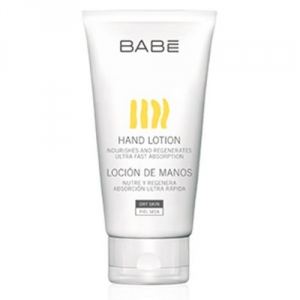 BABĒ
HAND LOTION
NOURISHES AND REGENERATES
ULTRA FAST ABSORPTION
LOCIÓN DE MANOS
NUTRE Y REGENERA
ABSORCIÓN ULTRA RÁPIDA
DRY SKIN
PIEL SECA